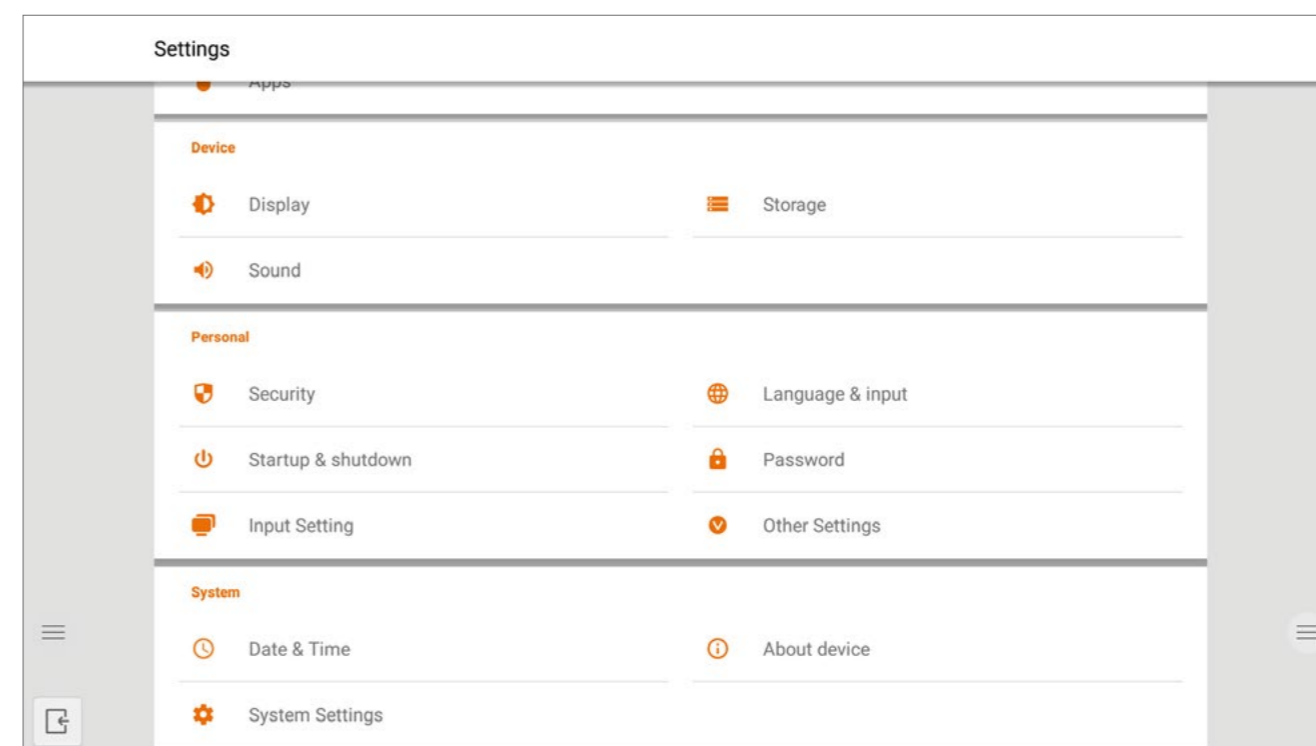 Settings
Apps
Device
Display
Storage
Sound
Personal
Security
Language & input
Startup & shutdown
Password
Input Setting
Other Settings
System
Date & Time
About device
System Settings